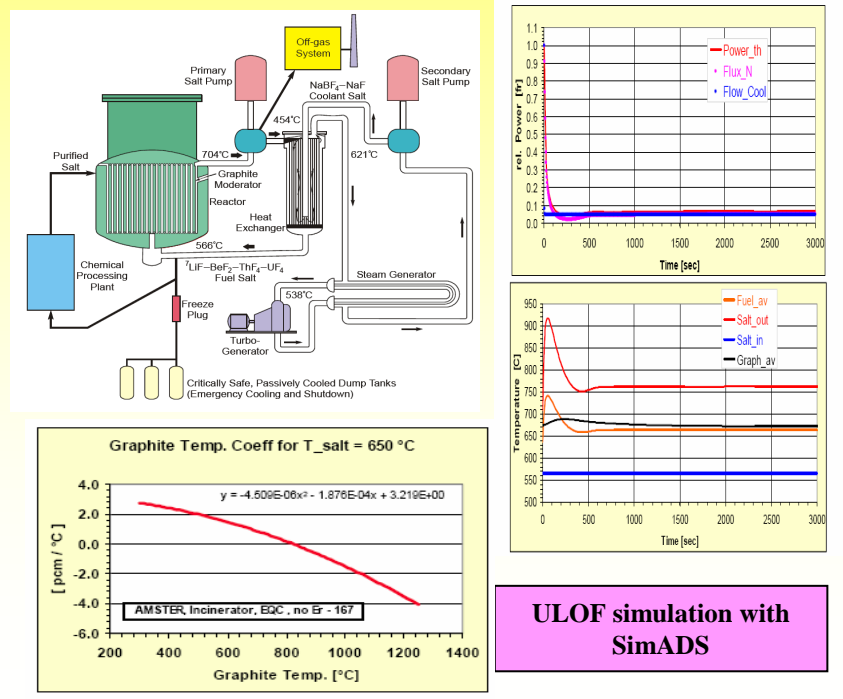 Off-gas
System
Primary
Salt Pump
NaBF₄–NaF
Coolant Salt
Secondary
Salt Pump
454°C
704°C
621°C
Purified
Salt
Graphite
Moderator
Reactor
Heat
Exchanger
566°C
⁷LiF–BeF₂–ThF₄–UF₄
Fuel Salt
Chemical
Processing
Plant
Freeze
Plug
Steam Generator
538°C
Turbo-
Generator
Critically Safe, Passively Cooled Dump Tanks
(Emergency Cooling and Shutdown)
rel. Power [fr]
1.1
1.0
0.9
0.8
0.7
0.6
0.5
0.4
0.3
0.2
0.1
0.0
Power_th
Flux_N
Flow_Cool
0 500 1000 1500 2000 2500 3000
Time [sec]
Temperature [C]
950
900
850
800
750
700
650
600
550
500
Fuel_av
Salt_out
Salt_in
Graph_av
0 500 1000 1500 2000 2500 3000
Time [sec]
Graphite Temp. Coeff for T_salt = 650 °C
y = -4.509E-06x² - 1.876E-04x + 3.219E+00
[ pcm / °C ]
4.0
2.0
0.0
-2.0
-4.0
-6.0
AMSTER, Incinerator, EQC , no Er - 167
200 400 600 800 1000 1200 1400
Graphite Temp. [°C]
ULOF simulation with
SimADS